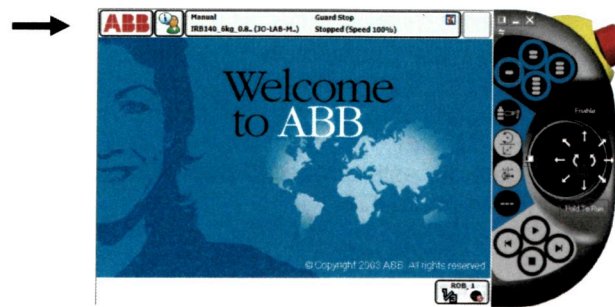 ABB
Manual
Guard Stop
IRB140_6kg_0.8.. (JO-LAB-M..)
Stopped (Speed 100%)
Welcome
to ABB
Enable
Hold To Run
© Copyright 2003 ABB. All rights reserved
ROB_1